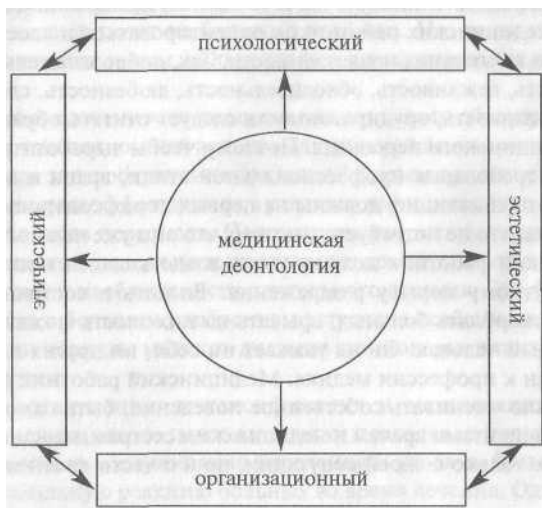 психологический
этический
медицинская
деонтология
эстетический
организационный